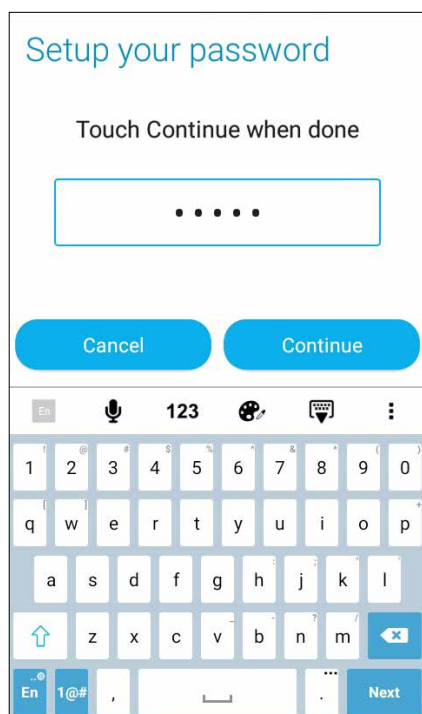 Setup your password
Touch Continue when done
•••••
Cancel Continue
En 123
! @ # $ % ^ & * ( )
1 2 3 4 5 6 7 8 9 0
[ ] +
q w e r t y u i o p
: ; " '
a s d f g h j k l
_ - ? /
z x c v b n m
En 1@# , . Next